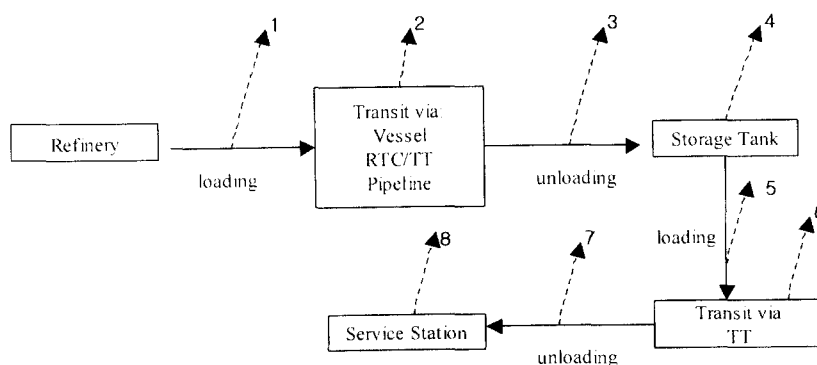 1
2
3
4
Refinery
loading
Transit via:
Vessel
RTC/TT
Pipeline
unloading
Storage Tank
5
loading
8
7
Service Station
unloading
Transit via
TT